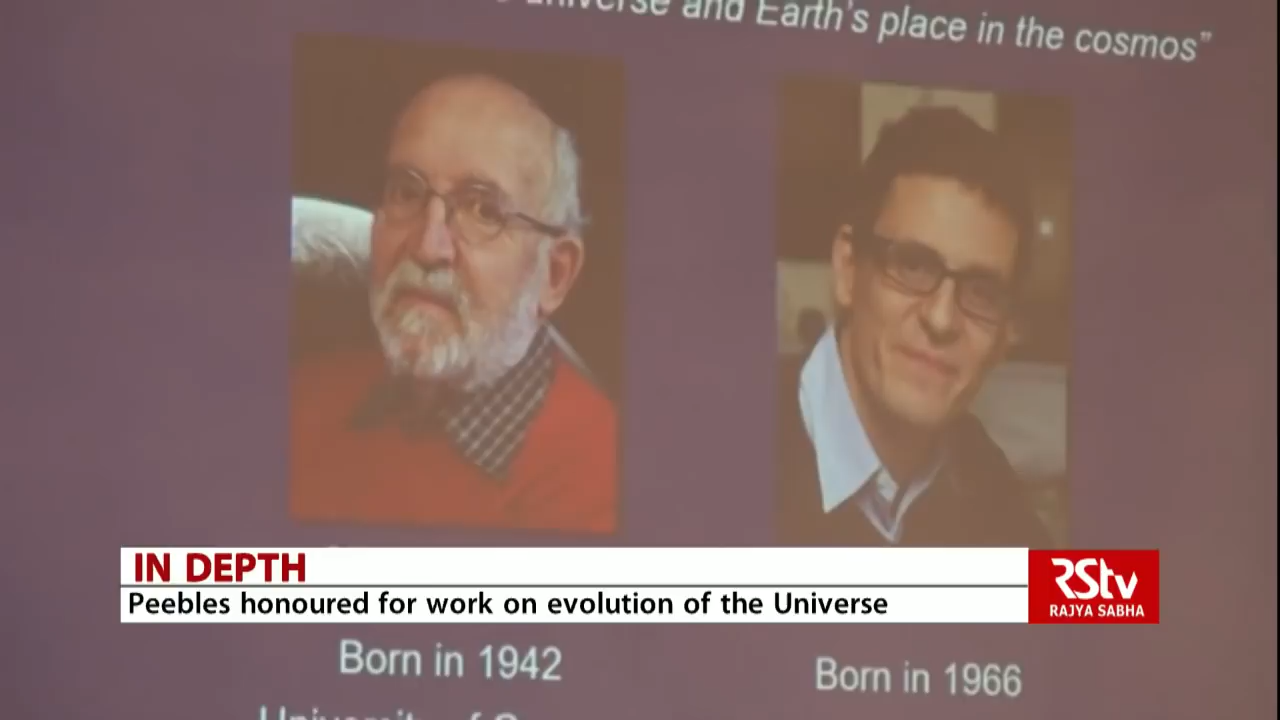 universe and Earth's place in the cosmos”
IN DEPTH
Peebles honoured for work on evolution of the Universe
RStv
RAJYA SABHA
Born in 1942
Born in 1966
of